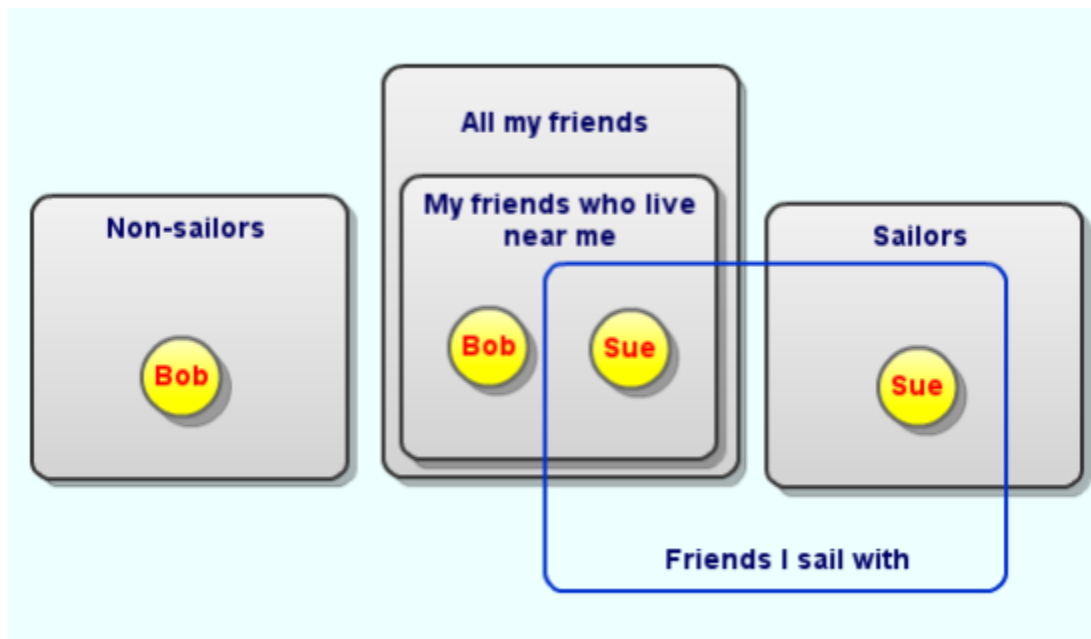 All my friends
My friends who live
near me
Non-sailors
Sailors
Bob
Sue
Bob
Sue
Friends I sail with